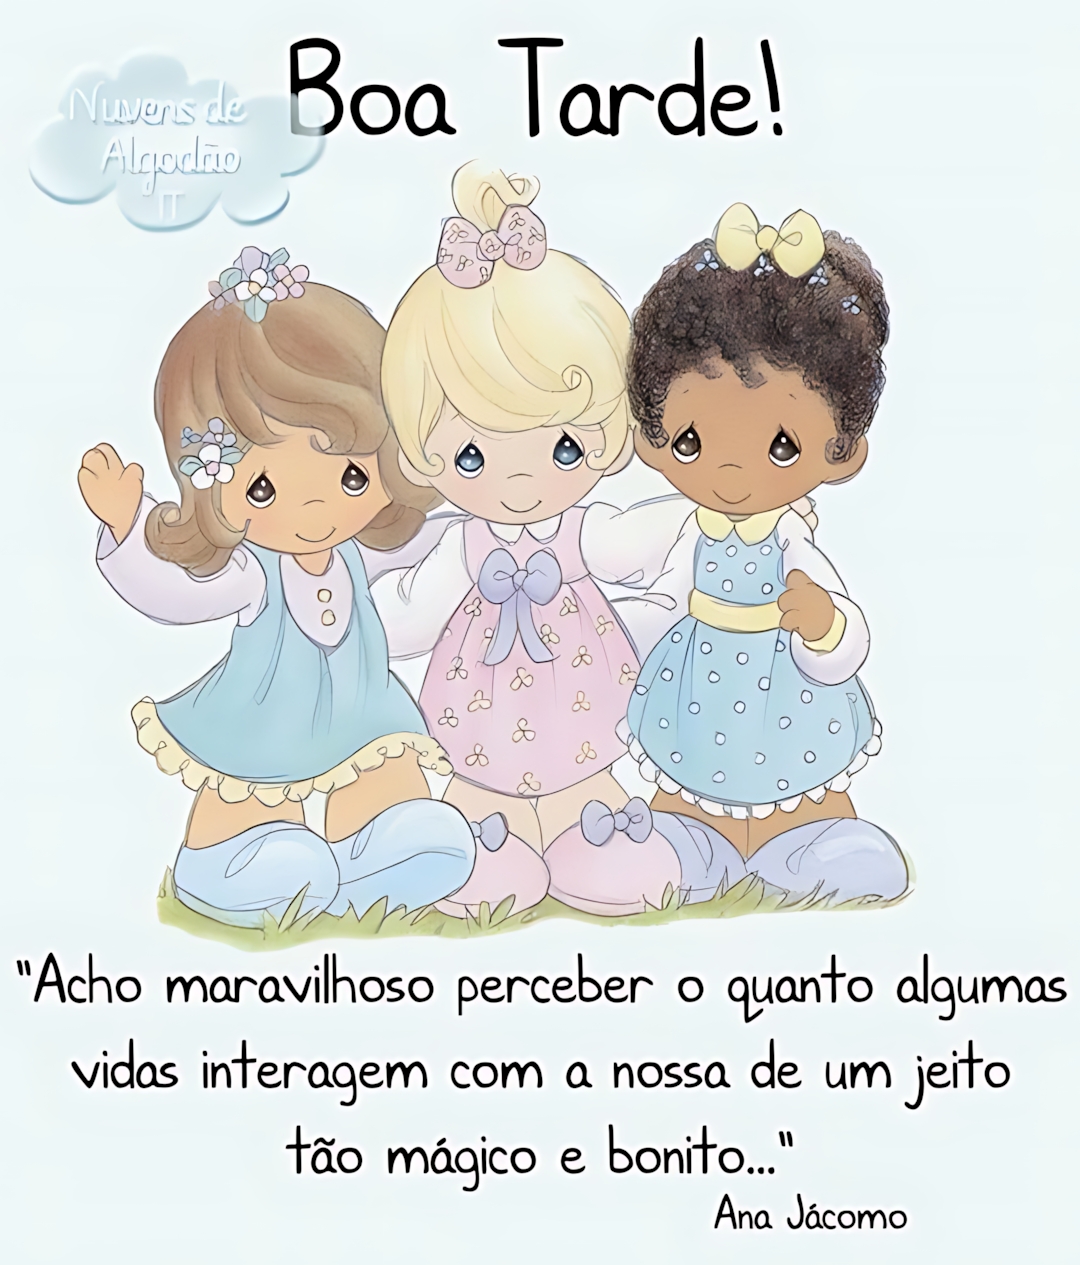 Boa Tarde!
Nuvens de
Algodão
IT
"Acho maravilhoso perceber o quanto algumas
vidas interagem com a nossa de um jeito
tão mágico e bonito..."
Ana Jácomo